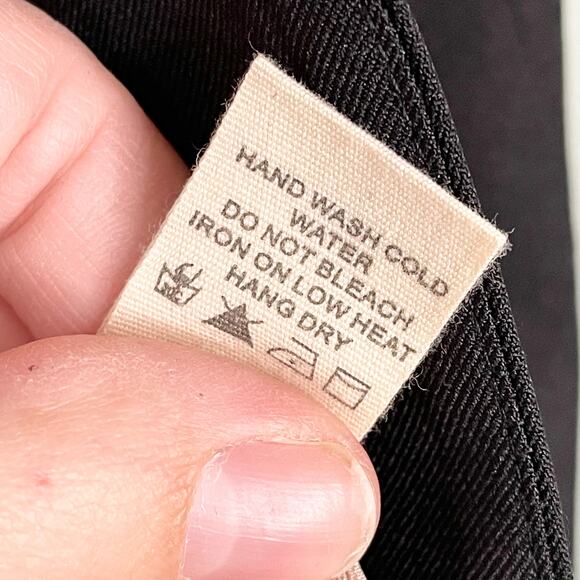 HAND WASH COLD
WATER
DO NOT BLEACH
IRON ON LOW HEAT
HANG DRY